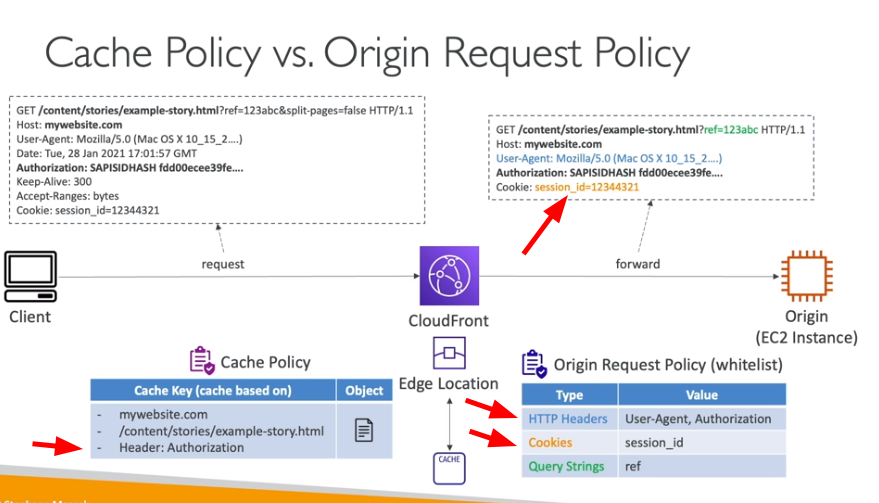 Cache Policy vs. Origin Request Policy
GET /content/stories/example-story.html?ref=123abc&split-pages=false HTTP/1.1
Host: mywebsite.com
User-Agent: Mozilla/5.0 (Mac OS X 10_15_2....)
Date: Tue, 28 Jan 2021 17:01:57 GMT
Authorization: SAPISIDHASH fdd00ecee39fe....
Keep-Alive: 300
Accept-Ranges: bytes
Cookie: session_id=12344321
GET /content/stories/example-story.html?ref=123abc HTTP/1.1
Host: mywebsite.com
User-Agent: Mozilla/5.0 (Mac OS X 10_15_2....)
Authorization: SAPISIDHASH fdd00ecee39fe....
Cookie: session_id=12344321
request
forward
Client
CloudFront
Origin
(EC2 Instance)
Cache Policy
Cache Key (cache based on) Object
- mywebsite.com
- /content/stories/example-story.html
- Header: Authorization
Edge Location
CACHE
Origin Request Policy (whitelist)
Type Value
HTTP Headers User-Agent, Authorization
Cookies session_id
Query Strings ref